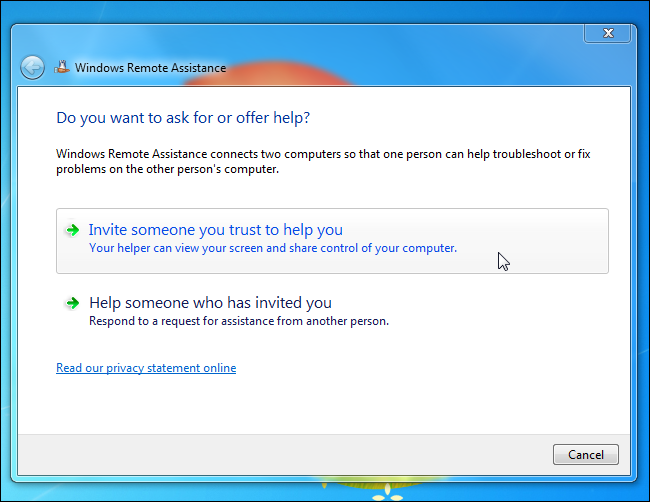 Windows Remote Assistance
Do you want to ask for or offer help?
Windows Remote Assistance connects two computers so that one person can help troubleshoot or fix
problems on the other person's computer.
Invite someone you trust to help you
Your helper can view your screen and share control of your computer.
Help someone who has invited you
Respond to a request for assistance from another person.
Read our privacy statement online
Cancel